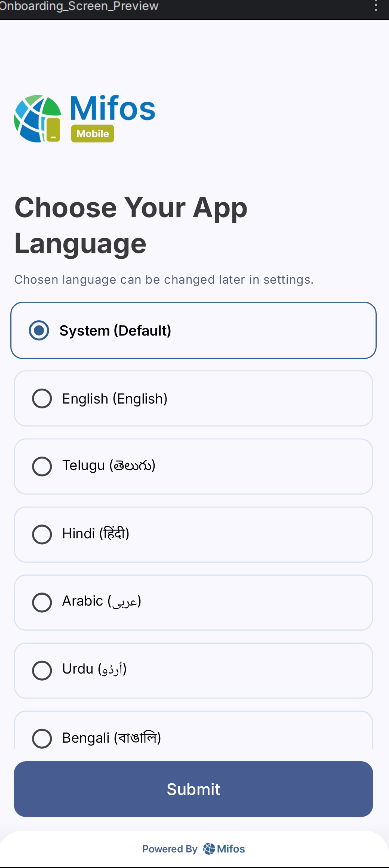 Onboarding_Screen_Preview
Mifos
Mobile
Choose Your App
Language
Chosen language can be changed later in settings.
System (Default)
English (English)
Telugu (తెలుగు)
Hindi (हिंदी)
Arabic (عربى)
Urdu (اُردُو)
Bengali (বাঙালি)
Submit
Powered By Mifos